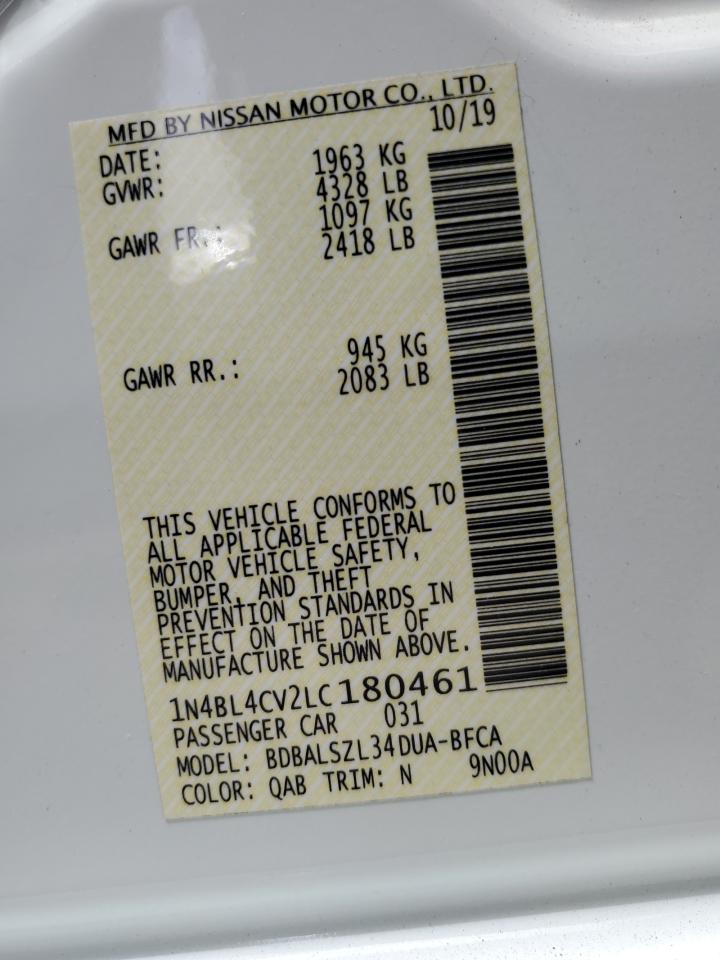 MFD BY NISSAN MOTOR CO., LTD.
DATE: 10/19
GVWR: 1963 KG
4328 LB
GAWR FR.: 1097 KG
2418 LB
GAWR RR.: 945 KG
2083 LB
THIS VEHICLE CONFORMS TO
ALL APPLICABLE FEDERAL
MOTOR VEHICLE SAFETY,
BUMPER, AND THEFT
PREVENTION STANDARDS IN
EFFECT ON THE DATE OF
MANUFACTURE SHOWN ABOVE.
1N4BL4CV2LC180461
PASSENGER CAR 031
MODEL: BDBALSZL34DUA-BFCA
COLOR: QAB TRIM: N 9N00A